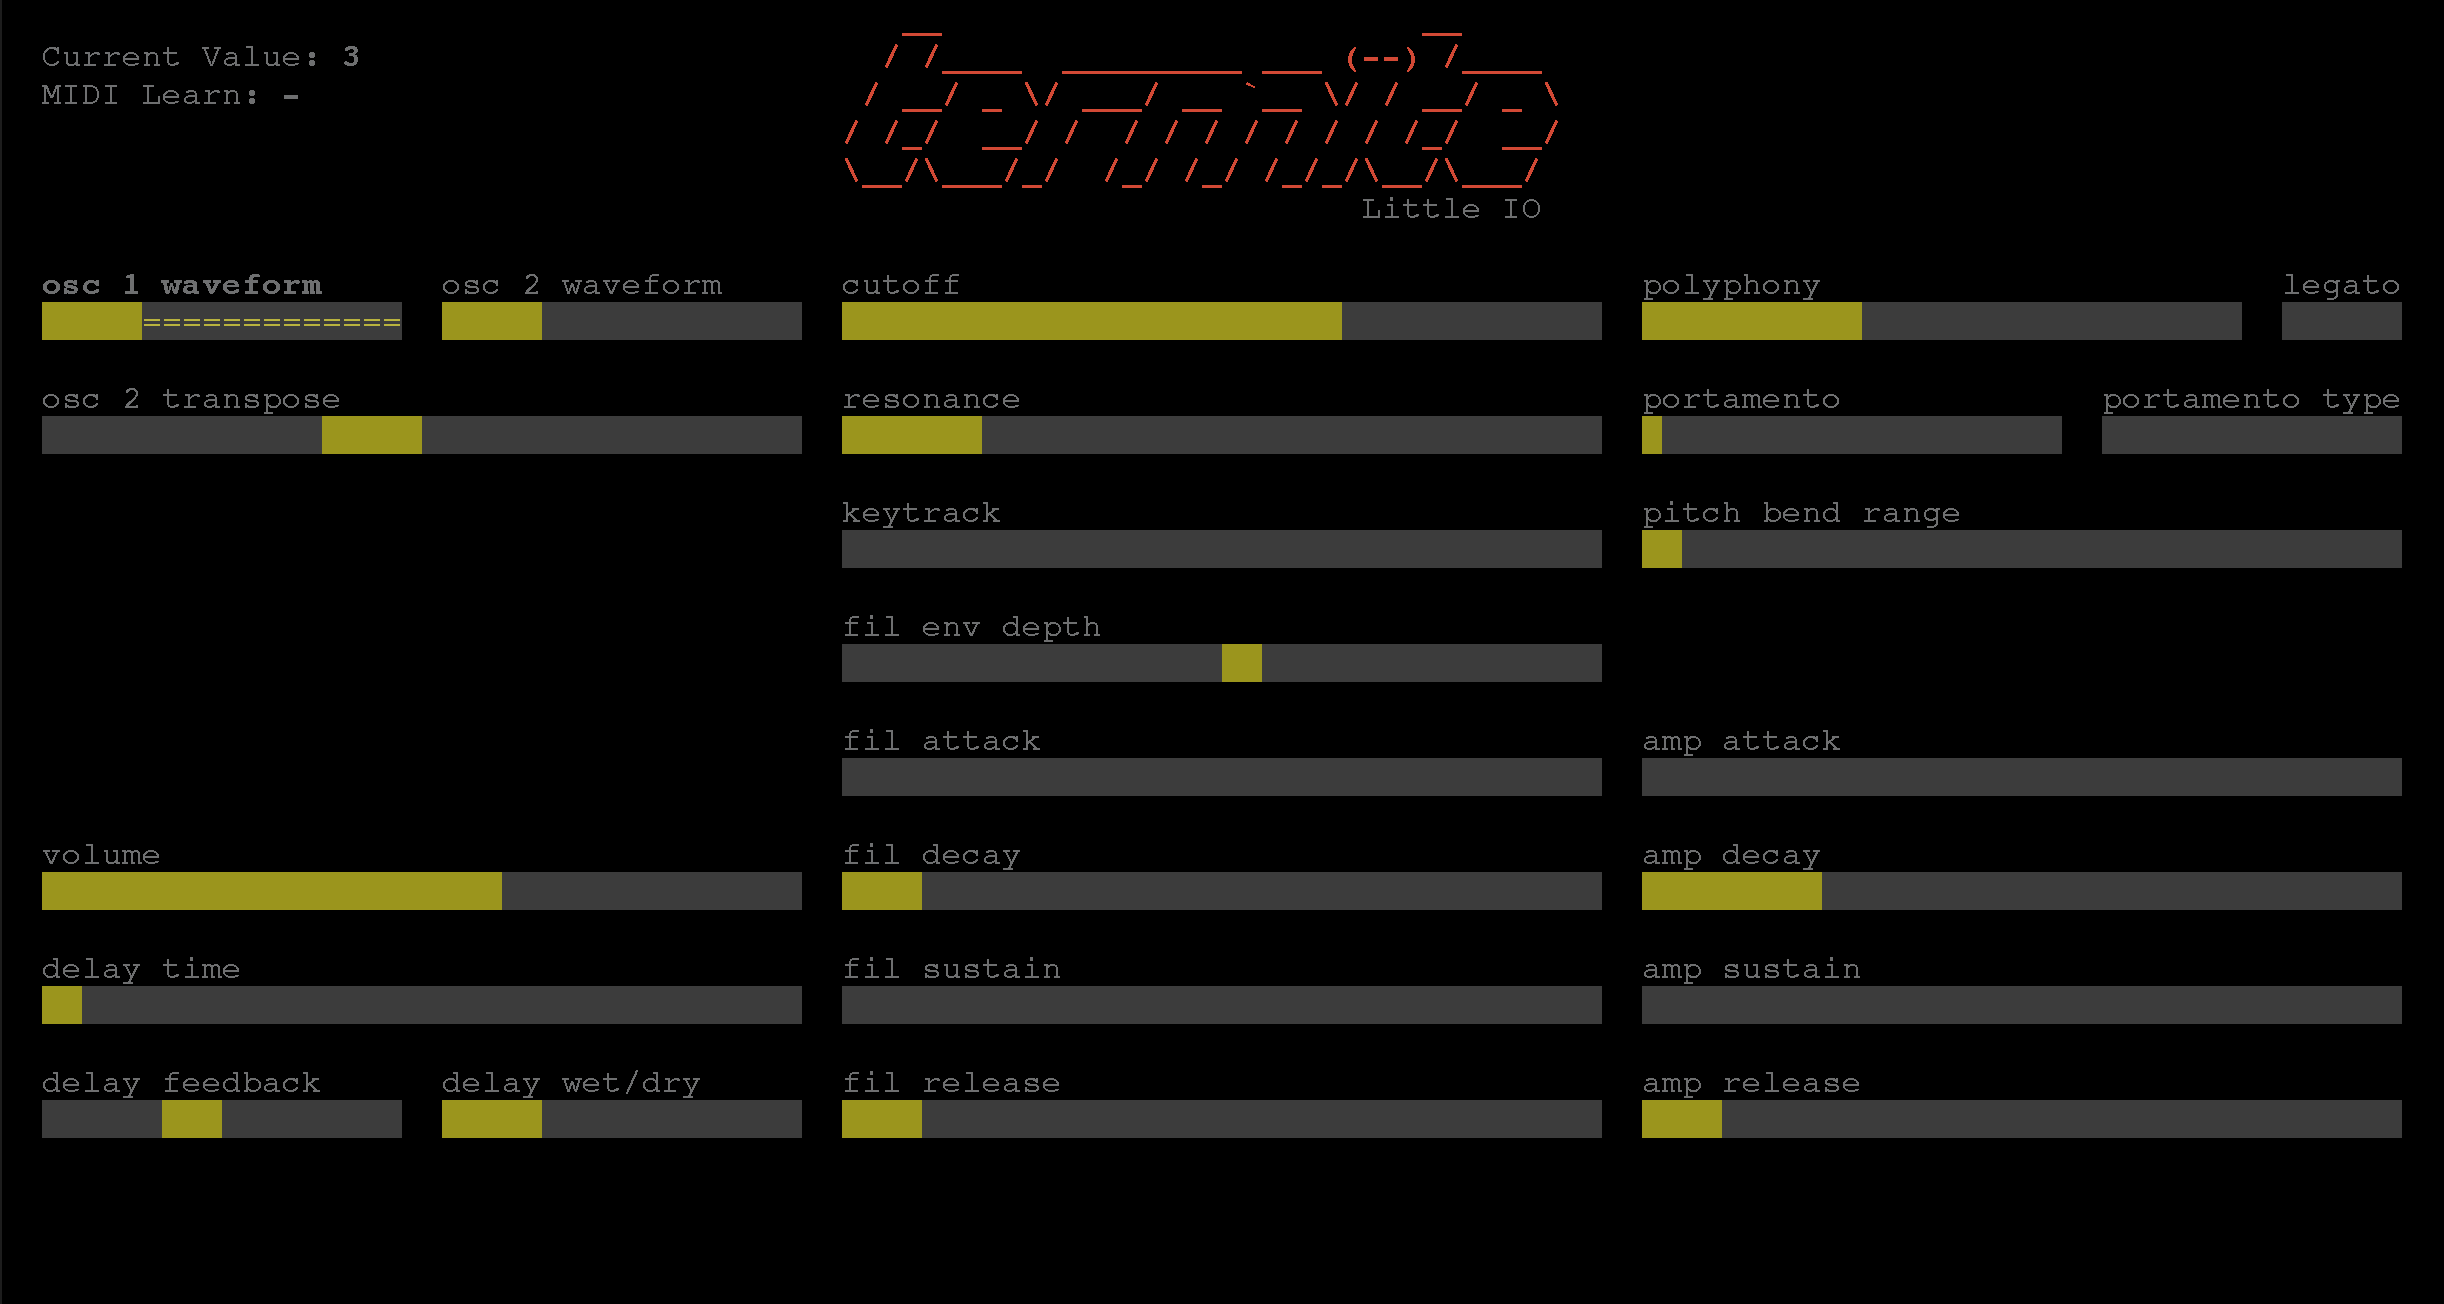 Current Value: 3
MIDI Learn: -
termite
Little IO
osc 1 waveform
osc 2 waveform
cutoff
polyphony
legato
=============
osc 2 transpose
resonance
portamento
portamento type
keytrack
pitch bend range
fil env depth
fil attack
amp attack
volume
fil decay
amp decay
delay time
fil sustain
amp sustain
delay feedback
delay wet/dry
fil release
amp release